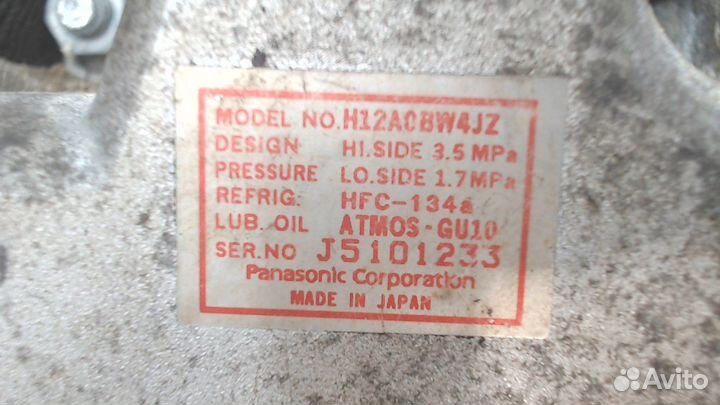 MODEL NO. H12A0BW4JZ
DESIGN HI.SIDE 3.5 MPa
PRESSURE LO.SIDE 1.7MPa
REFRIG: HFC-134a
LUB. OIL ATMOS-GU10
SER.NO J5101233
Panasonic Corporation
MADE IN JAPAN
Avito